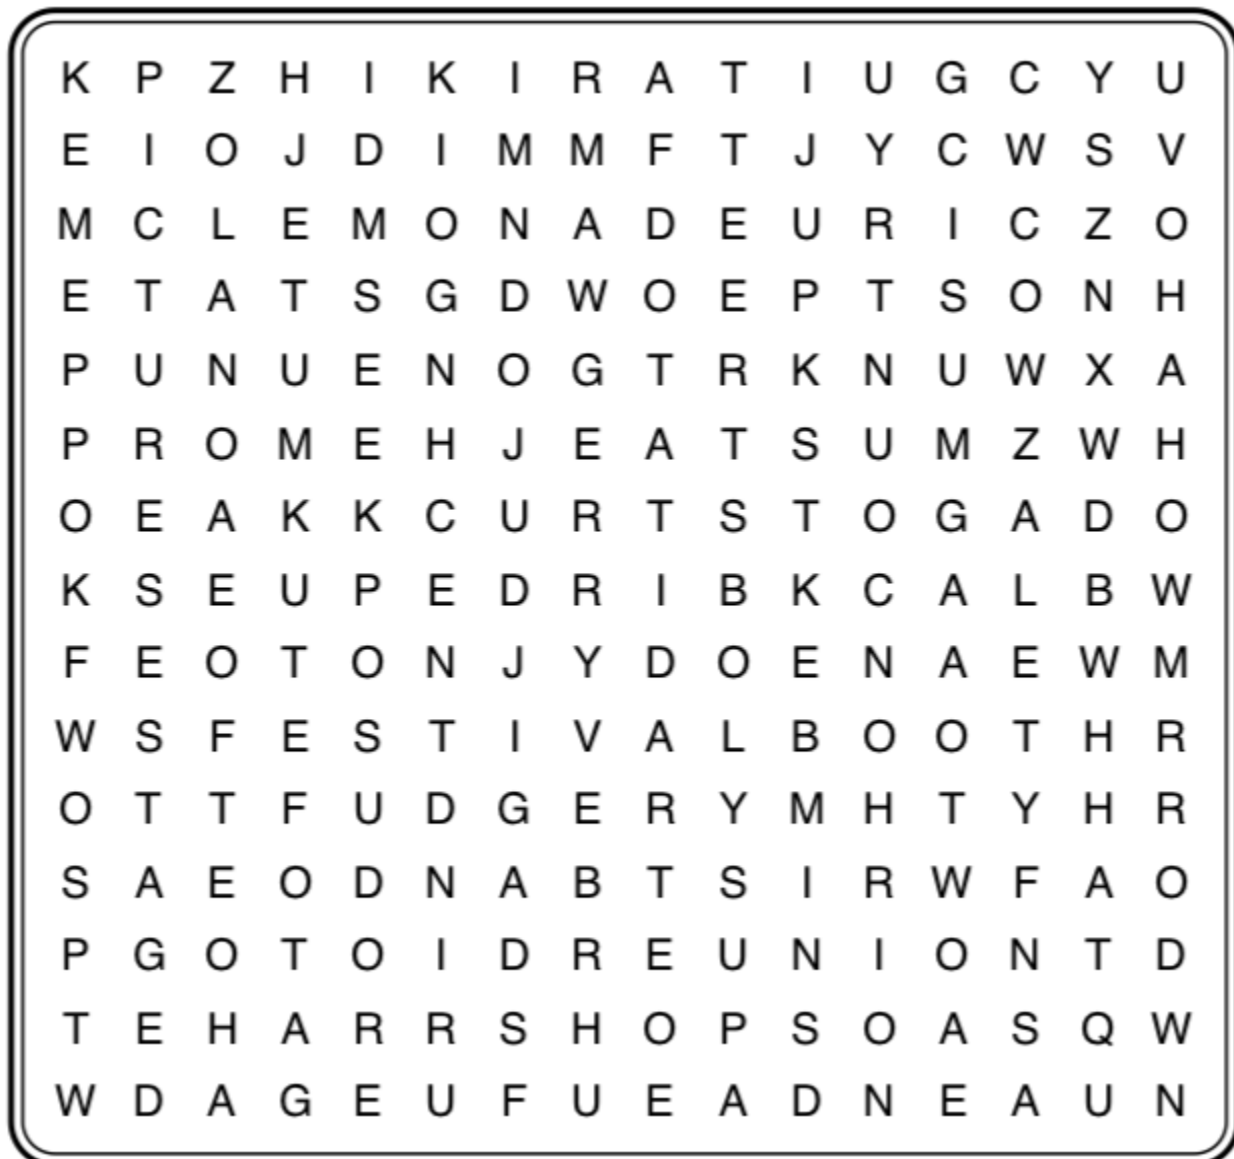 K P Z H I K I R A T I U G C Y U
E I O J D I M M F T J Y C W S V
M C L E M O N A D E U R I C Z O
E T A T S G D W O E P T S O N H
P U N U E N O G T R K N U W X A
P R O M E H J E A T S U M Z W H
O E A K K C U R T S T O G A D O
K S E U P E D R I B K C A L B W
F E O T O N J Y D O E N A E W M
W S F E S T I V A L B O O T H R
O T T F U D G E R Y M H T Y H R
S A E O D N A B T S I R W F A O
P G O T O I D R E U N I O N T D
T E H A R R S H O P S O A S Q W
W D A G E U F U E A D N E A U N